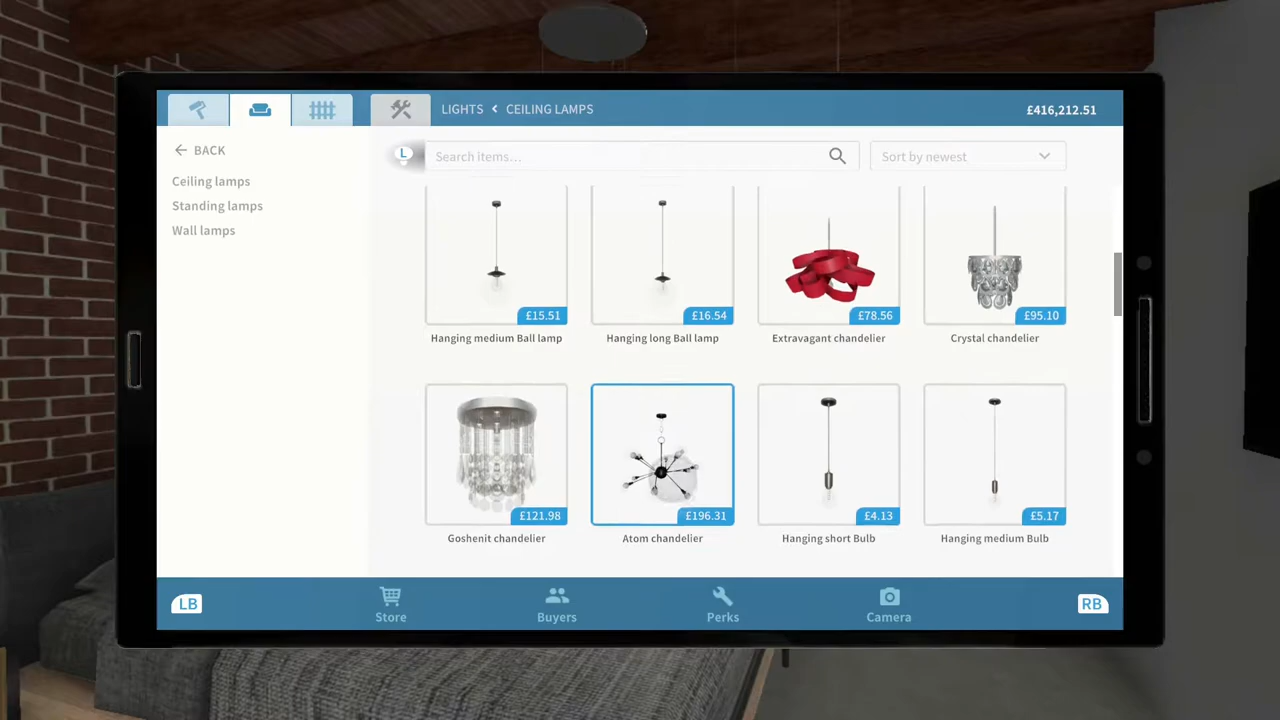 LIGHTS < CEILING LAMPS
£416,212.51
BACK
L
Search items...
Sort by newest
Ceiling lamps
Standing lamps
Wall lamps
£15.51
£16.54
£78.56
£95.10
Hanging medium Ball lamp
Hanging long Ball lamp
Extravagant chandelier
Crystal chandelier
£121.98
£196.31
£4.13
£5.17
Goshenit chandelier
Atom chandelier
Hanging short Bulb
Hanging medium Bulb
LB
Store
Buyers
Perks
Camera
RB